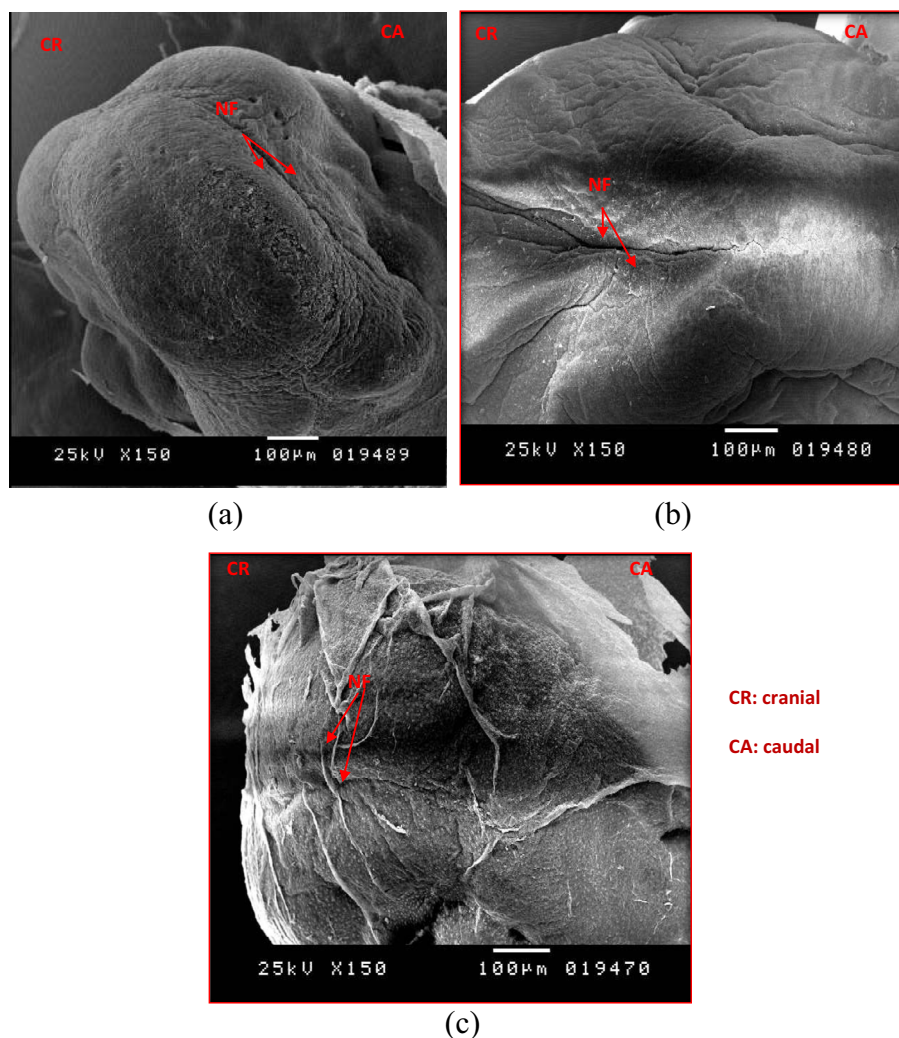 CR CA
NF
25kV X150 100μm 019489
(a)
CR CA
NF
25kV X150 100μm 019480
(b)
CR CA
NF
25kV X150 100μm 019470
(c)
CR: cranial
CA: caudal